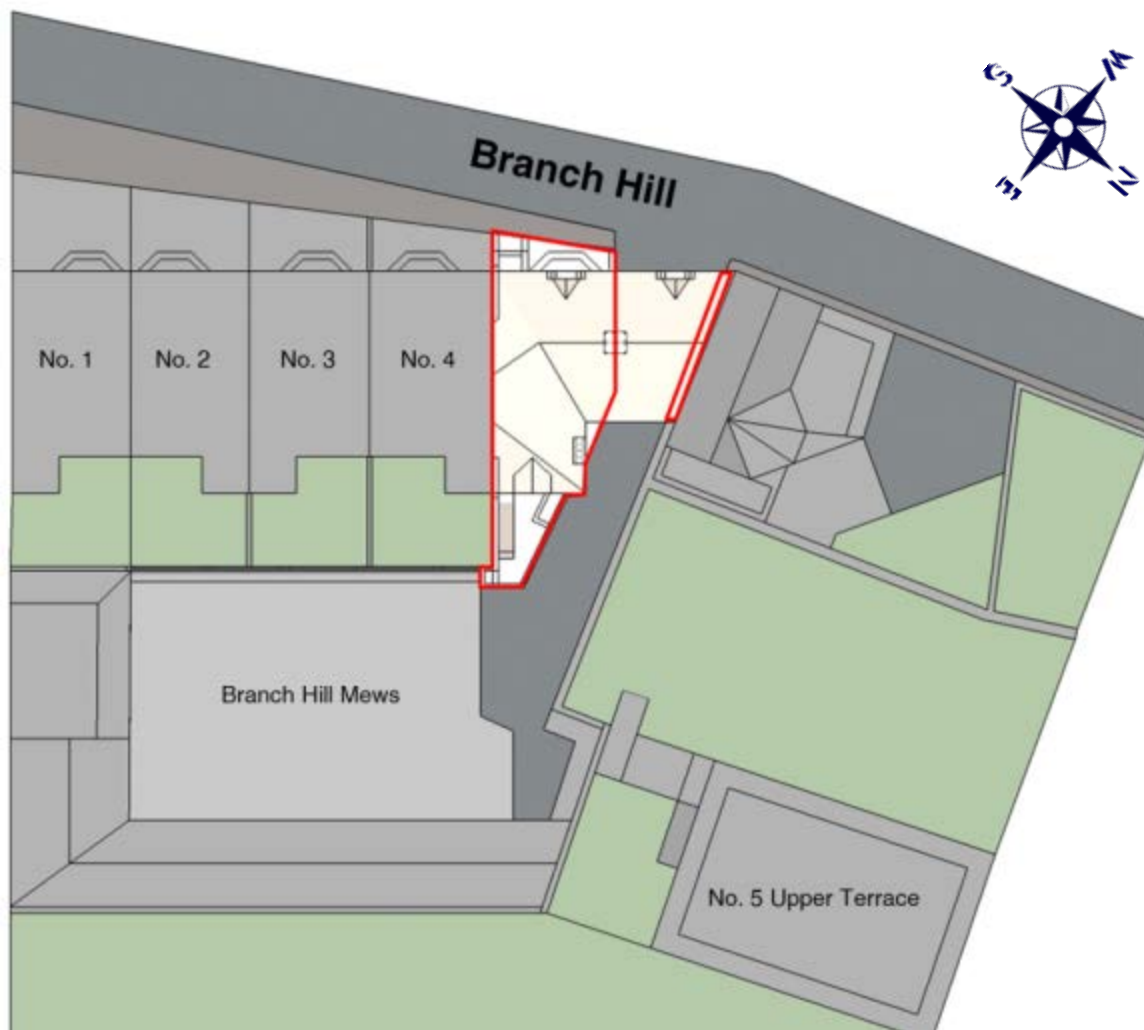 S
W
Branch Hill
E
N
No. 1
No. 2
No. 3
No. 4
Branch Hill Mews
No. 5 Upper Terrace